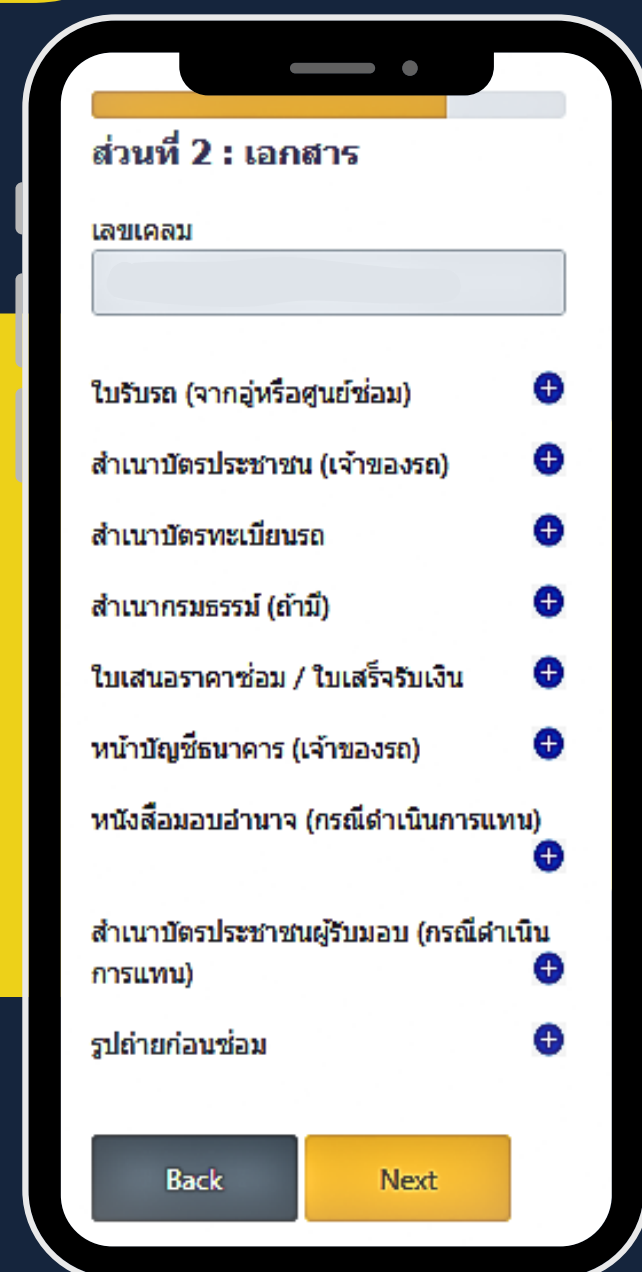 ส่วนที่ 2 : เอกสาร
เลขเคลม
ใบรับรถ (จากอู่หรือศูนย์ซ่อม)
สำเนาบัตรประชาชน (เจ้าของรถ)
สำเนาบัตรทะเบียนรถ
สำเนากรมธรรม์ (ถ้ามี)
ใบเสนอราคาซ่อม / ใบเสร็จรับเงิน
หน้าบัญชีธนาคาร (เจ้าของรถ)
หนังสือมอบอำนาจ (กรณีดำเนินการแทน)
สำเนาบัตรประชาชนผู้รับมอบ (กรณีดำเนิน
การแทน)
รูปถ่ายก่อนซ่อม
Back
Next